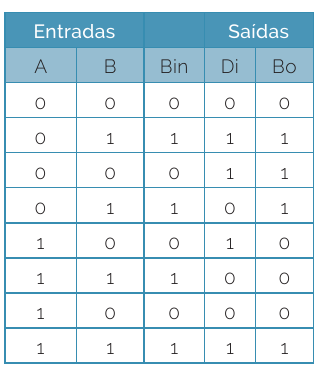 Entradas Saídas
A B Bin Di Bo
0 0 0 0 0
0 1 1 1 1
0 0 0 1 1
0 1 1 0 1
1 0 0 1 0
1 1 1 0 0
1 0 0 0 0
1 1 1 1 1